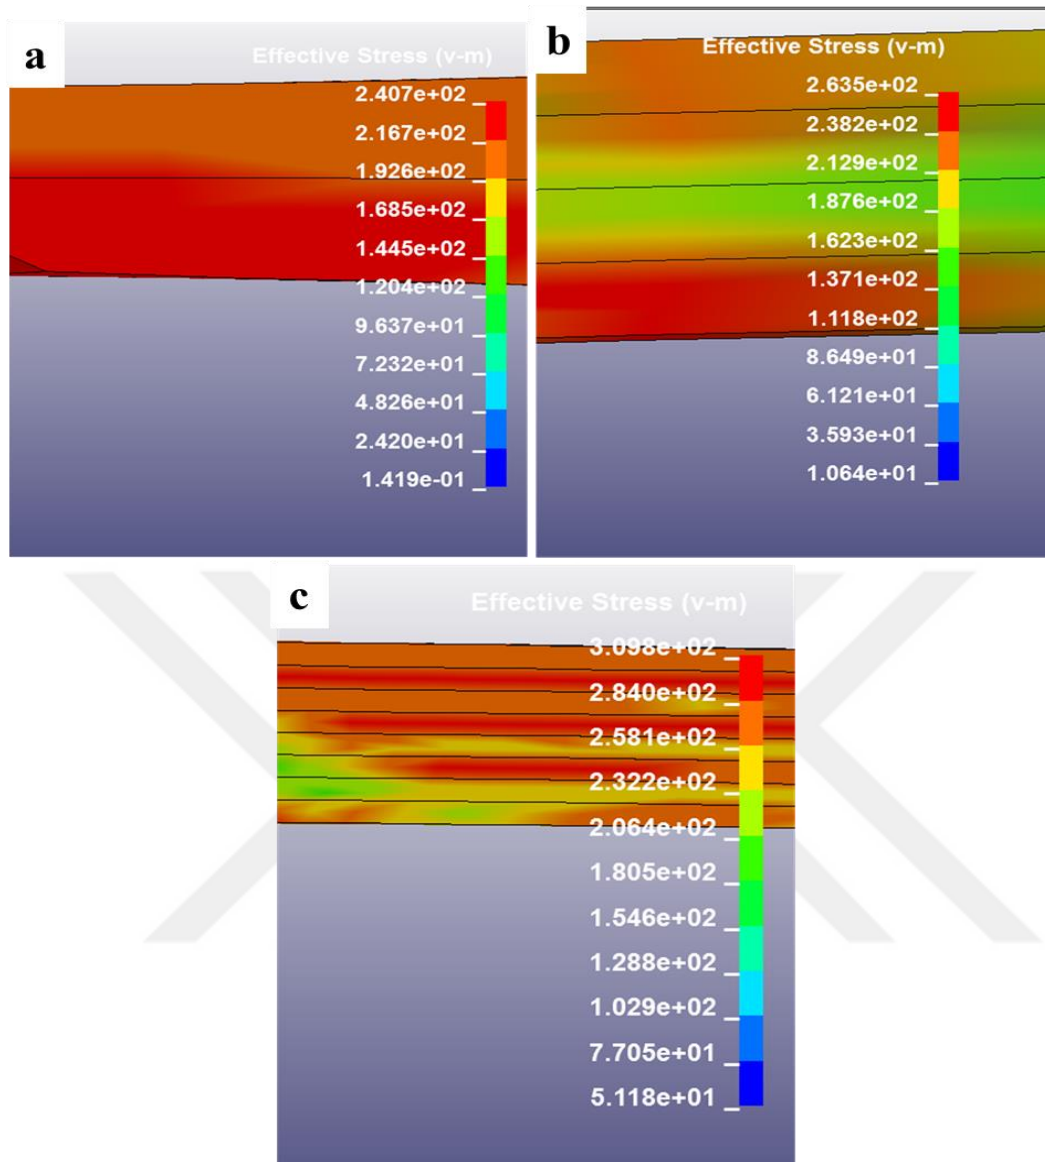 a
Effective Stress (v-m)
2.407e+02
2.167e+02
1.926e+02
1.685e+02
1.445e+02
1.204e+02
9.637e+01
7.232e+01
4.826e+01
2.420e+01
1.419e-01
b
Effective Stress (v-m)
2.635e+02
2.382e+02
2.129e+02
1.876e+02
1.623e+02
1.371e+02
1.118e+02
8.649e+01
6.121e+01
3.593e+01
1.064e+01
c
Effective Stress (v-m)
3.098e+02
2.840e+02
2.581e+02
2.322e+02
2.064e+02
1.805e+02
1.546e+02
1.288e+02
1.029e+02
7.705e+01
5.118e+01